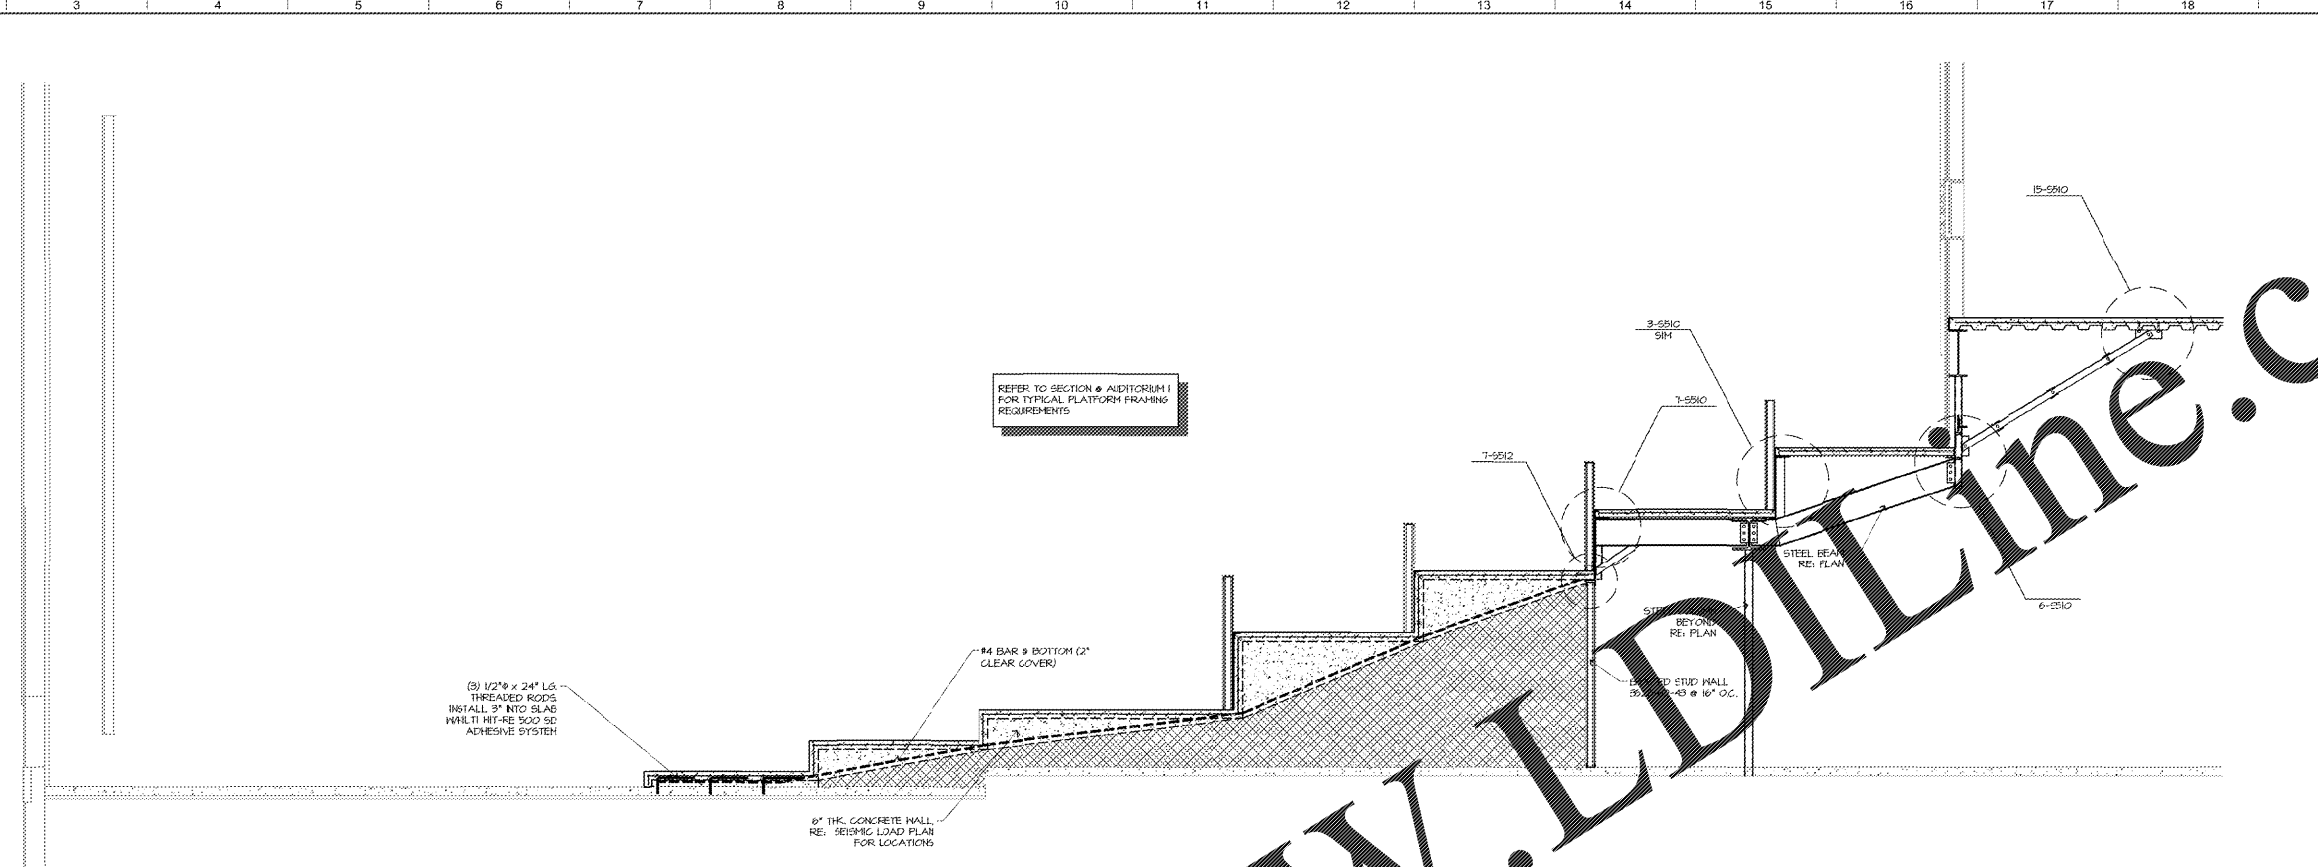 3 4 5 6 7 8 9 10 11 12 13 14 15 16 17 18
15-S510
3-S510
SIM
REFER TO SECTION @ AUDITORIUM 1
FOR TYPICAL PLATFORM FRAMING
REQUIREMENTS
7-S510
7-S512
STEEL BEAM
RE: PLAN
6-S510
BEYOND
RE: PLAN
#4 BAR @ BOTTOM (2"
CLEAR COVER)
(3) 1/2"Φ x 24" LG.
THREADED RODS.
INSTALL 3" INTO SLAB
W/HILTI HIT-RE 500 SD
ADHESIVE SYSTEM
STUD WALL
@ 16" O.C.
6" THK. CONCRETE WALL,
RE: SEISMIC LOAD PLAN
FOR LOCATIONS
W.LDILine.c